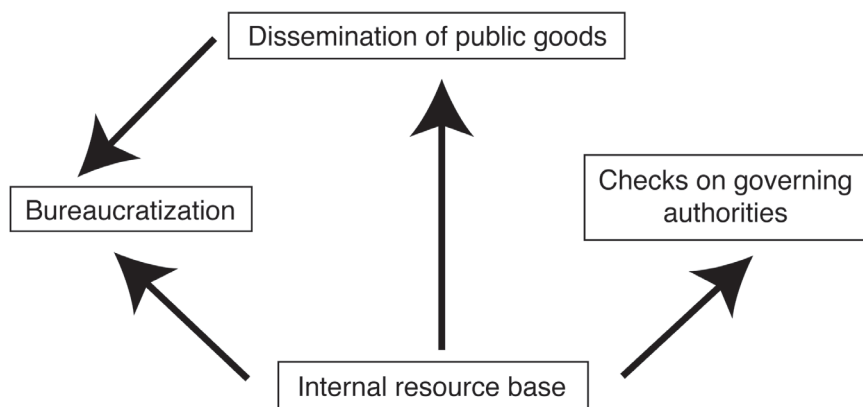 Dissemination of public goods
Bureaucratization
Checks on governing
authorities
Internal resource base